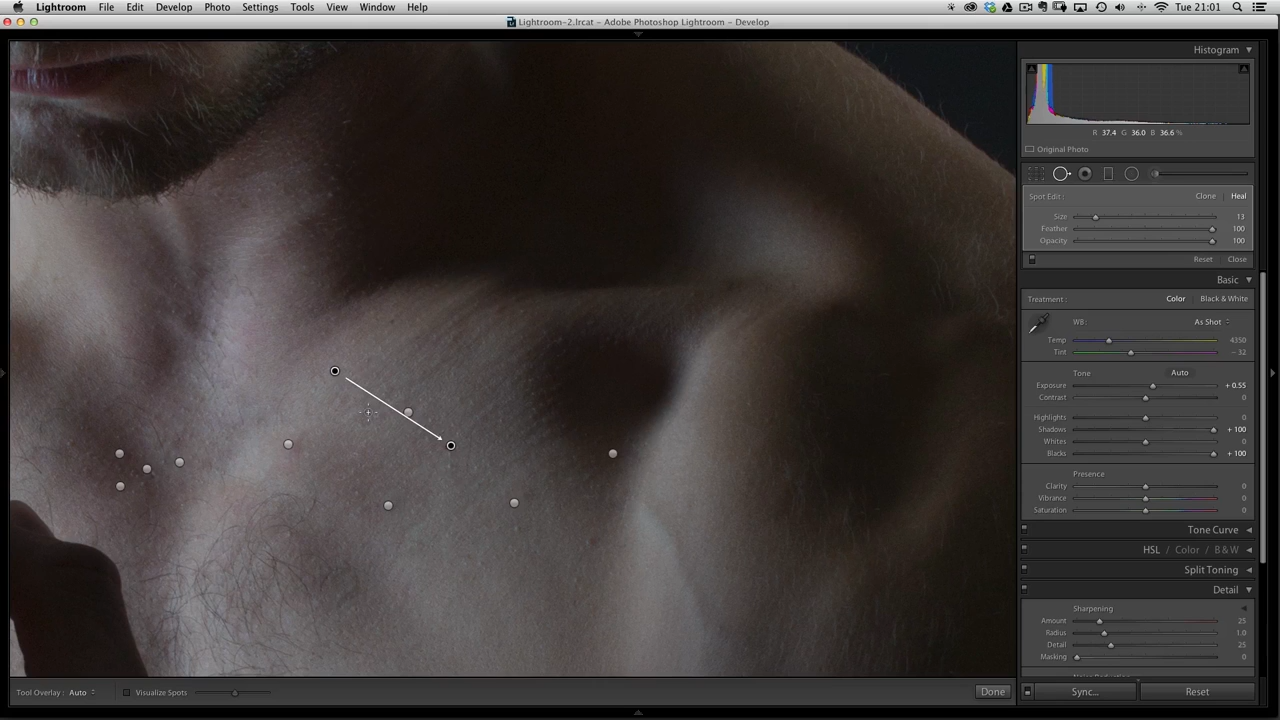 Lightroom File Edit Develop Photo Settings Tools View Window Help Tue 21:01
Lightroom-2.lrcat - Adobe Photoshop Lightroom - Develop
Histogram
R 37.4 G 36.0 B 36.6 %
Original Photo
Spot Edit : Clone Heal
Size 13
Feather 100
Opacity 100
Reset Close
Basic
Treatment : Color Black & White
WB : As Shot
Temp 4350
Tint - 32
Tone Auto
Exposure + 0.55
Contrast 0
Highlights 0
Shadows + 100
Whites 0
Blacks + 100
Presence
Clarity 0
Vibrance 0
Saturation 0
Tone Curve
HSL / Color / B & W
Split Toning
Detail
Sharpening
Amount 25
Radius 1.0
Detail 25
Masking 0
Tool Overlay : Auto Visualize Spots Done Sync... Reset